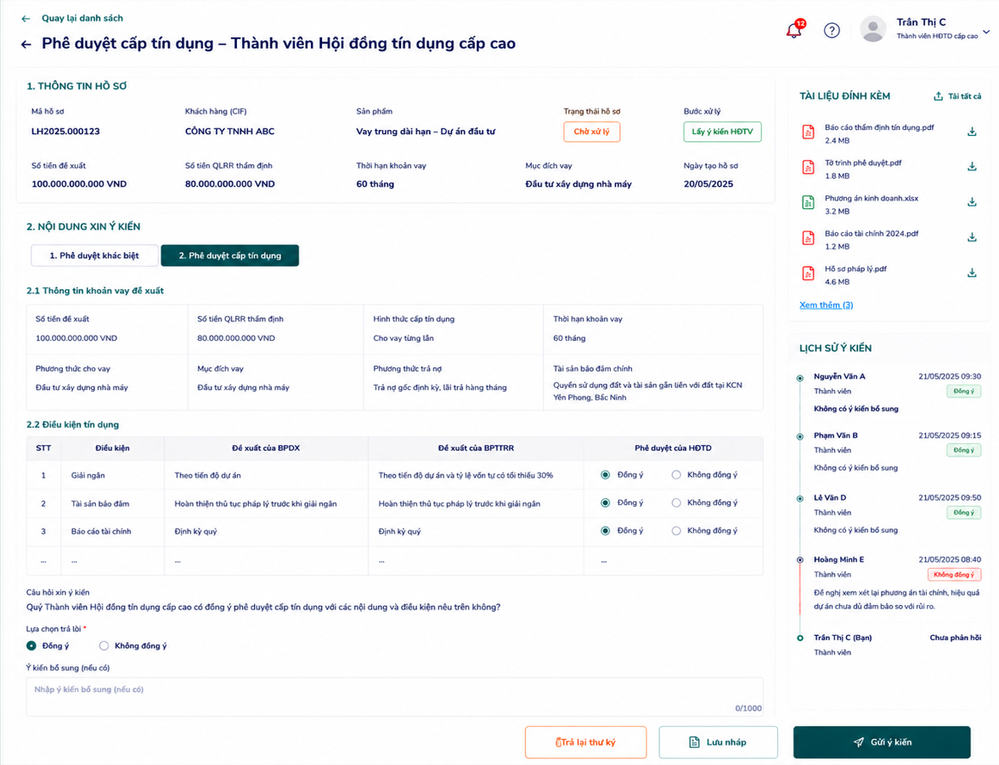 Quay lại danh sách
Phê duyệt cấp tín dụng – Thành viên Hội đồng tín dụng cấp cao
12
Trần Thị C
Thành viên HĐTD cấp cao
1. THÔNG TIN HỒ SƠ
Mã hồ sơ
Khách hàng (CIF)
Sản phẩm
Trạng thái hồ sơ
Bước xử lý
LH2025.000123
CÔNG TY TNHH ABC
Vay trung dài hạn – Dự án đầu tư
Chờ xử lý
Lấy ý kiến HĐTV
Số tiền đề xuất
Số tiền QLRR thẩm định
Thời hạn khoản vay
Mục đích vay
Ngày tạo hồ sơ
100.000.000.000 VND
80.000.000.000 VND
60 tháng
Đầu tư xây dựng nhà máy
20/05/2025
2. NỘI DUNG XIN Ý KIẾN
1. Phê duyệt khác biệt
2. Phê duyệt cấp tín dụng
2.1 Thông tin khoản vay đề xuất
Số tiền đề xuất
Số tiền QLRR thẩm định
Hình thức cấp tín dụng
Thời hạn khoản vay
100.000.000.000 VND
80.000.000.000 VND
Cho vay từng lần
60 tháng
Phương thức cho vay
Mục đích vay
Phương thức trả nợ
Tài sản bảo đảm chính
Đầu tư xây dựng nhà máy
Đầu tư xây dựng nhà máy
Trả nợ gốc định kỳ, lãi trả hàng tháng
Quyền sử dụng đất và tài sản gắn liền với đất tại KCN
Yên Phong, Bắc Ninh
2.2 Điều kiện tín dụng
STT
Điều kiện
Đề xuất của BPDX
Đề xuất của BPTTRR
Phê duyệt của HĐTD
1
Giải ngân
Theo tiến độ dự án
Theo tiến độ dự án và tỷ lệ vốn tự có tối thiểu 30%
Đồng ý
Không đồng ý
2
Tài sản bảo đảm
Hoàn thiện thủ tục pháp lý trước khi giải ngân
Hoàn thiện thủ tục pháp lý trước khi giải ngân
Đồng ý
Không đồng ý
3
Báo cáo tài chính
Định kỳ quý
Định kỳ quý
Đồng ý
Không đồng ý
...
...
...
...
...
Câu hỏi xin ý kiến
Quý Thành viên Hội đồng tín dụng cấp cao có đồng ý phê duyệt cấp tín dụng với các nội dung và điều kiện nêu trên không?
Lựa chọn trả lời *
Đồng ý
Không đồng ý
Ý kiến bổ sung (nếu có)
Nhập ý kiến bổ sung (nếu có)
0/1000
Trả lại thư ký
Lưu nháp
Gửi ý kiến
TÀI LIỆU ĐÍNH KÈM
Tải tất cả
Báo cáo thẩm định tín dụng.pdf
2.4 MB
Tờ trình phê duyệt.pdf
1.8 MB
Phương án kinh doanh.xlsx
3.2 MB
Báo cáo tài chính 2024.pdf
1.2 MB
Hồ sơ pháp lý.pdf
4.6 MB
Xem thêm (3)
LỊCH SỬ Ý KIẾN
Nguyễn Văn A
21/05/2025 09:30
Thành viên
Đồng ý
Không có ý kiến bổ sung
Phạm Văn B
21/05/2025 09:15
Thành viên
Đồng ý
Không có ý kiến bổ sung
Lê Văn D
21/05/2025 09:50
Thành viên
Đồng ý
Không có ý kiến bổ sung
Hoàng Minh E
21/05/2025 08:40
Thành viên
Không đồng ý
Đề nghị xem xét lại phương án tài chính, hiệu quả
dự án chưa đủ đảm bảo so với rủi ro.
Trần Thị C (Bạn)
Chưa phản hồi
Thành viên